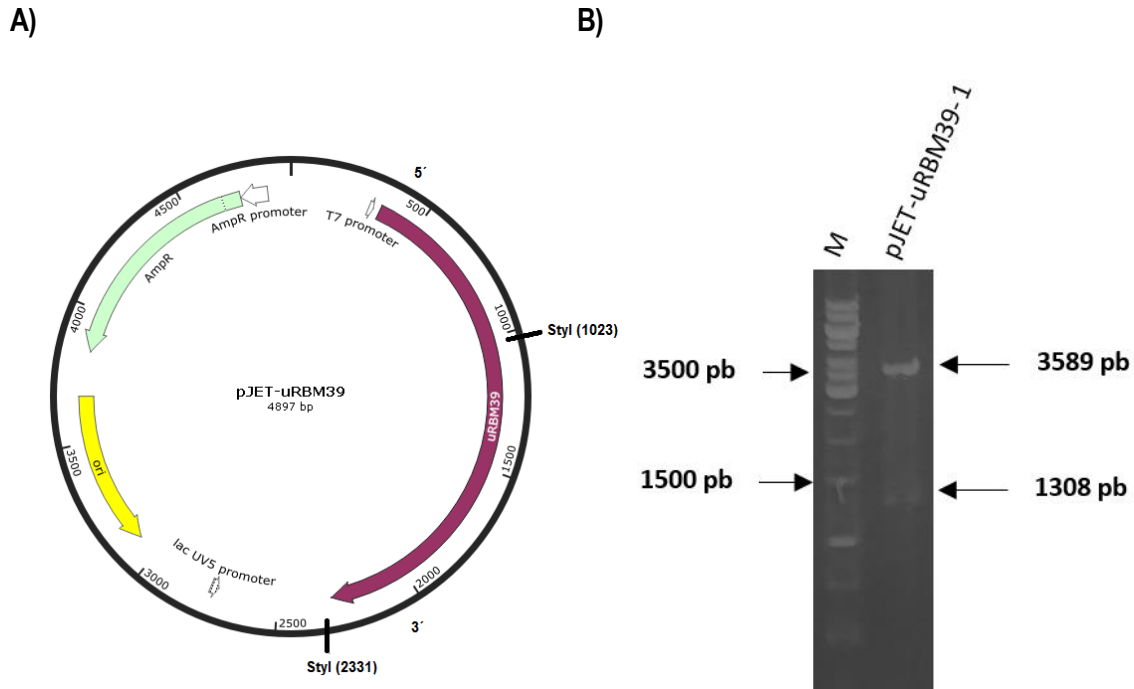 A)
B)
5´
4500
AmpR promoter
T7 promoter
500
AmpR
4000
1000
StyI (1023)
pJET-uRBM39
4897 bp
uRBM39
ori
3500
1500
lac UV5 promoter
3000
2000
2500
3´
StyI (2331)
M
pJET-uRBM39-1
3500 pb
3589 pb
1500 pb
1308 pb